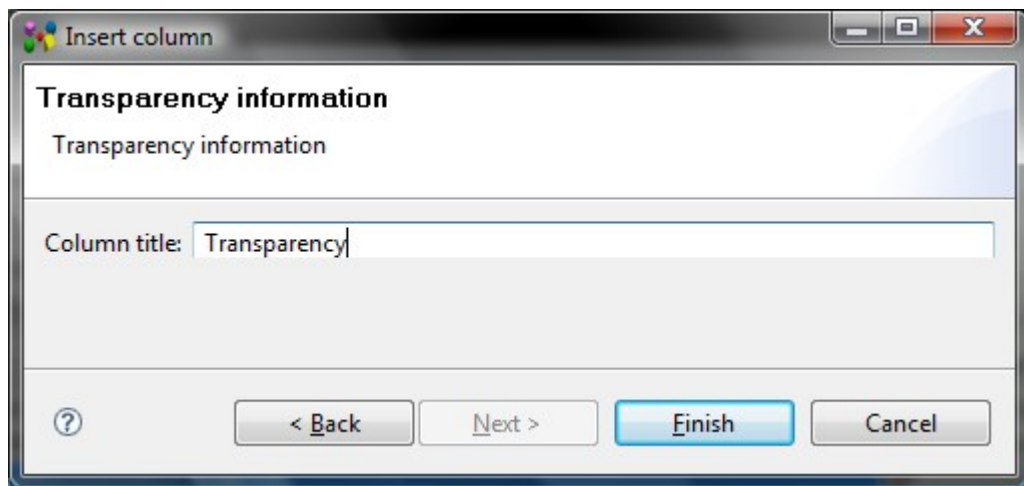 Insert column
Transparency information
Transparency information
Column title: Transparency
< Back Next > Finish Cancel